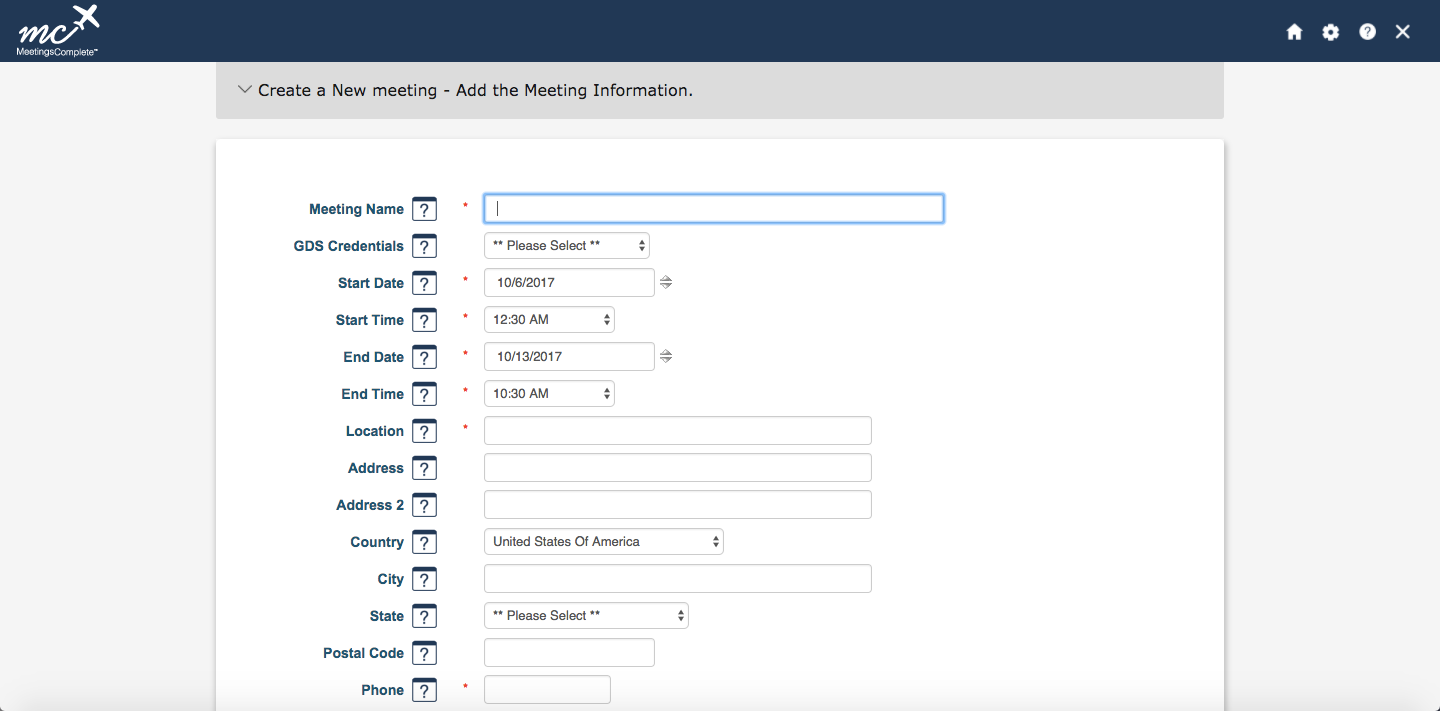 mc
MeetingsComplete™
Create a New meeting - Add the Meeting Information.
Meeting Name ? *
GDS Credentials ? ** Please Select **
Start Date ? * 10/6/2017
Start Time ? * 12:30 AM
End Date ? * 10/13/2017
End Time ? * 10:30 AM
Location ? *
Address ?
Address 2 ?
Country ? United States Of America
City ?
State ? ** Please Select **
Postal Code ?
Phone ? *